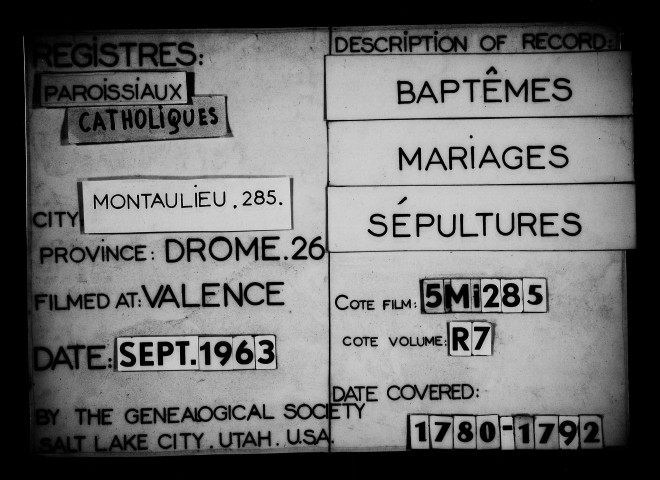 REGISTRES:
PAROISSIAUX
CATHOLIQUES
CITY MONTAULIEU.285.
PROVINCE: DROME.26
FILMED AT: VALENCE
DATE: SEPT.1963
BY THE GENEALOGICAL SOCIETY
SALT LAKE CITY. UTAH. U.S.A.
DESCRIPTION OF RECORD:
BAPTÊMES
MARIAGES
SÉPULTURES
COTE FILM: 5Mi285
COTE VOLUME: R7
DATE COVERED:
1780-1792